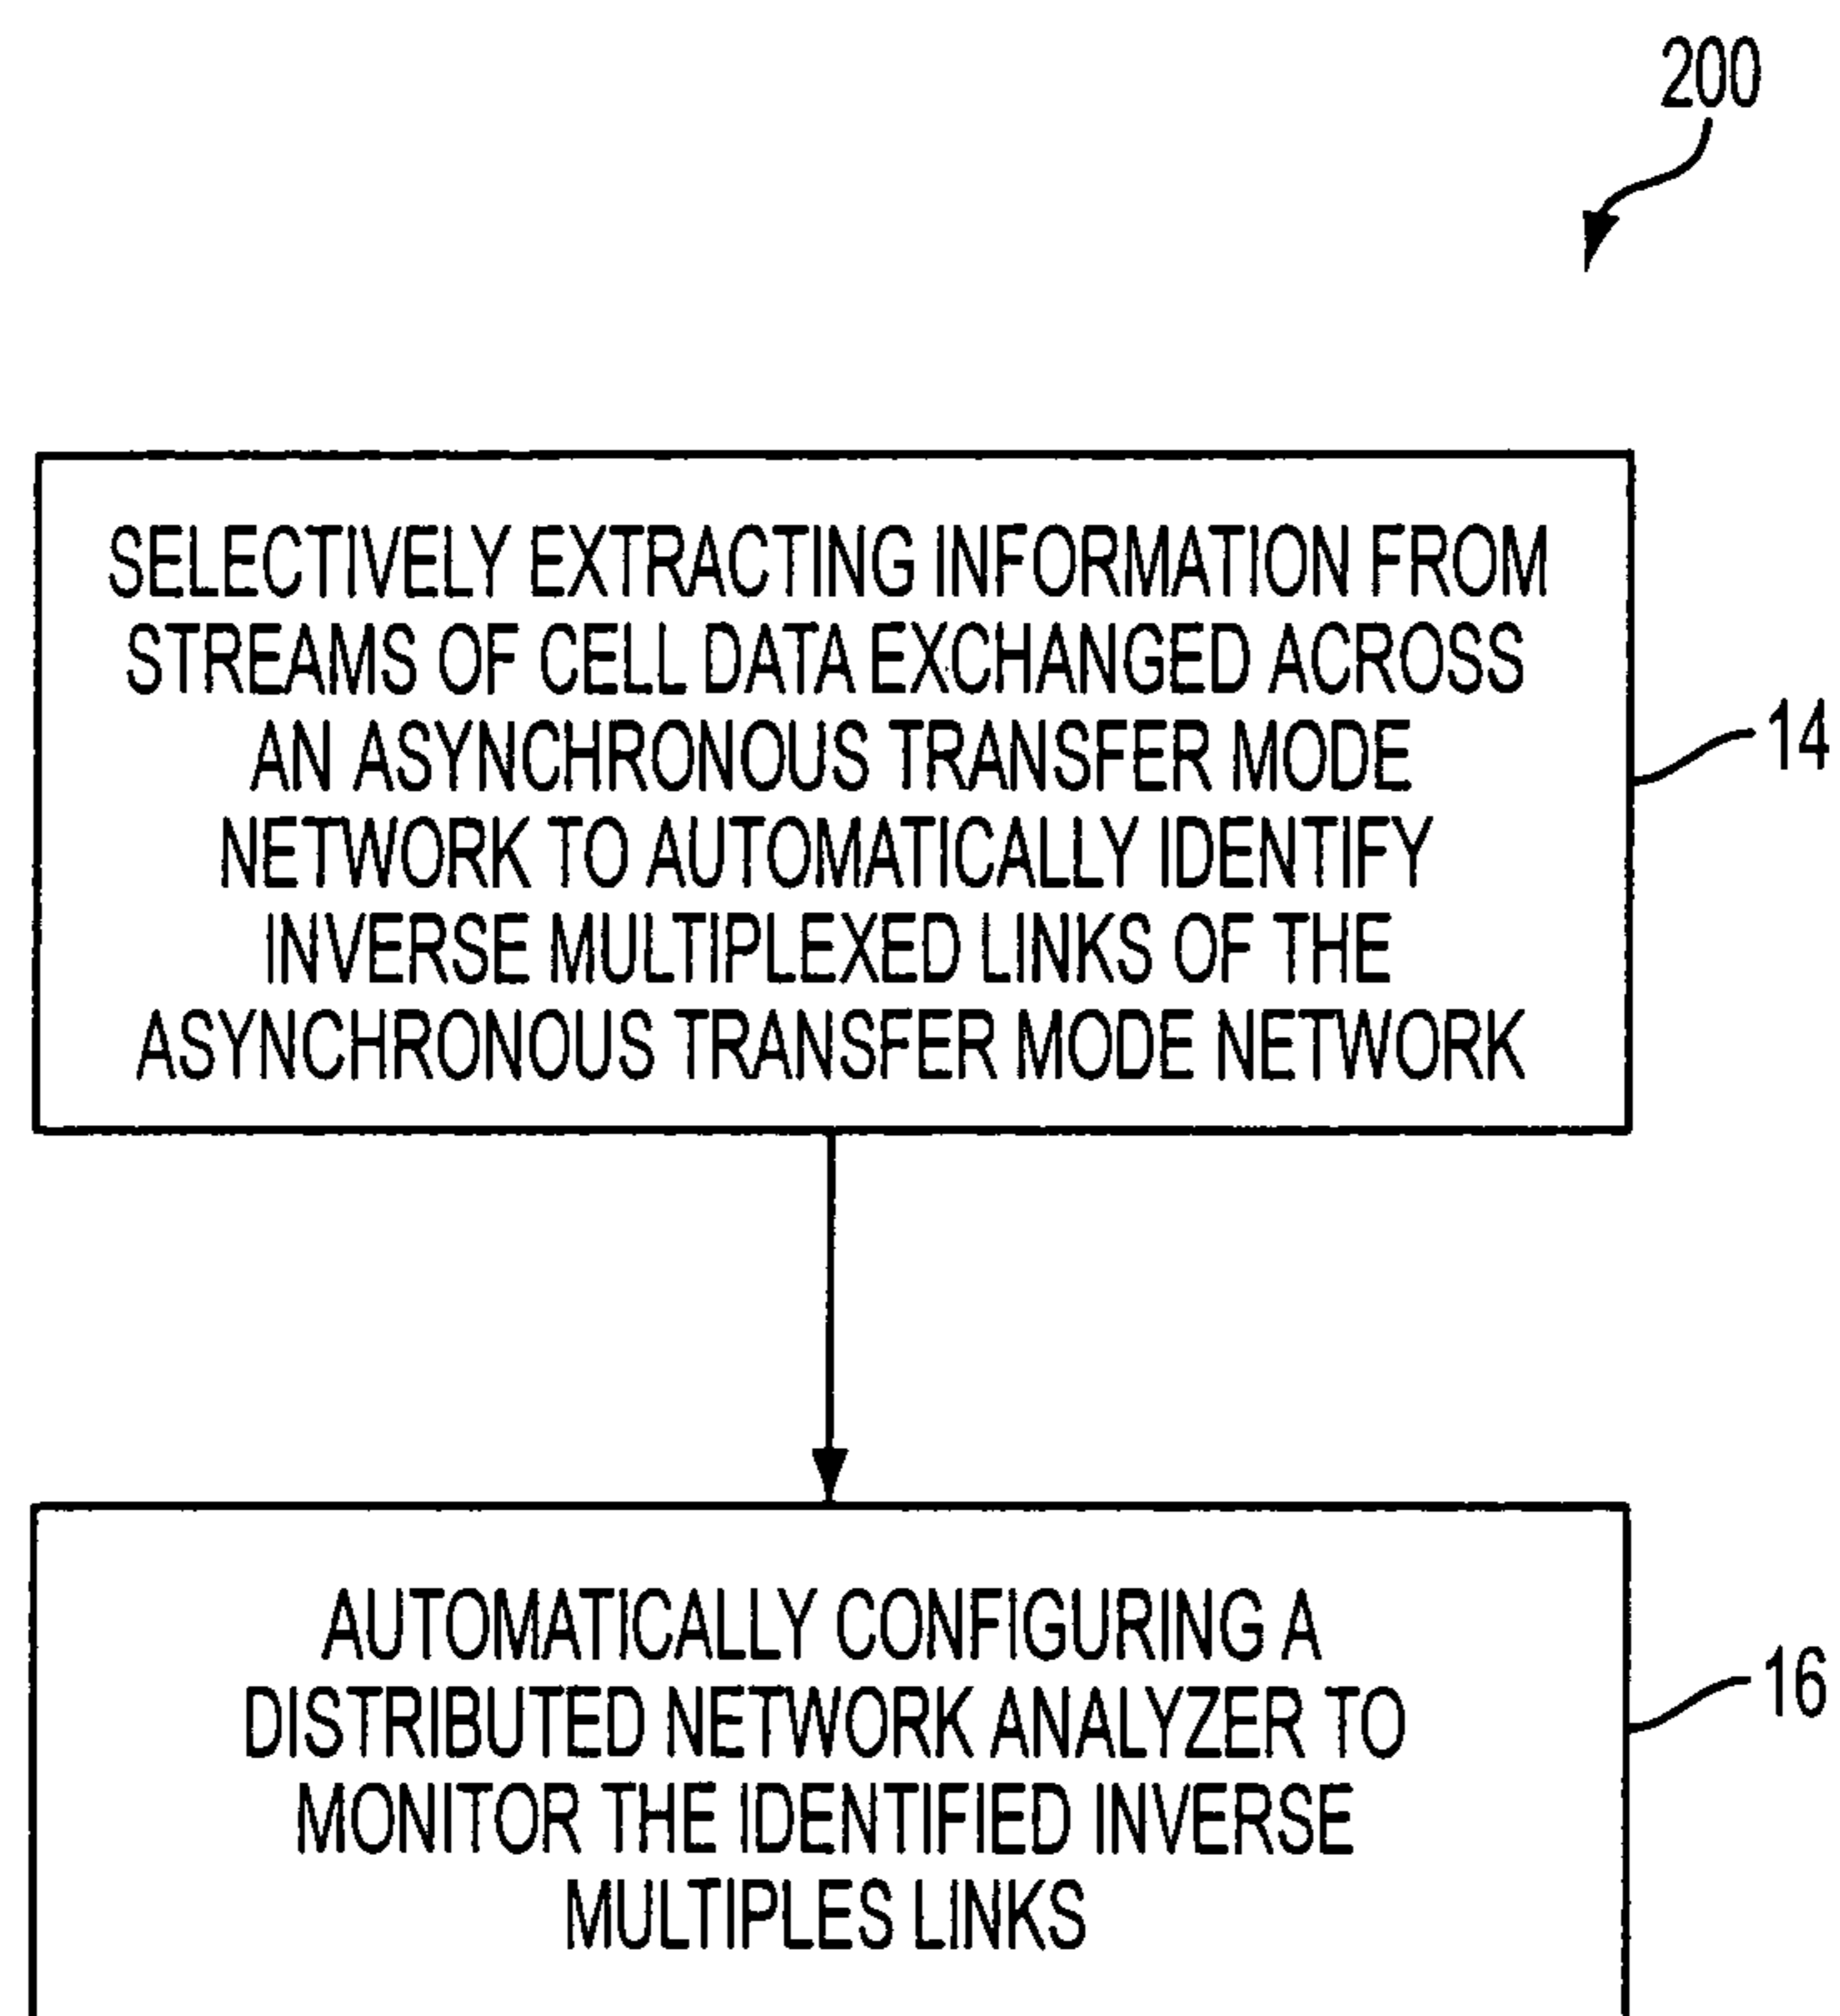 200
SELECTIVELY EXTRACTING INFORMATION FROM
STREAMS OF CELL DATA EXCHANGED ACROSS
AN ASYNCHRONOUS TRANSFER MODE
NETWORK TO AUTOMATICALLY IDENTIFY
INVERSE MULTIPLEXED LINKS OF THE
ASYNCHRONOUS TRANSFER MODE NETWORK
14
AUTOMATICALLY CONFIGURING A
DISTRIBUTED NETWORK ANALYZER TO
MONITOR THE IDENTIFIED INVERSE
MULTIPLES LINKS
16